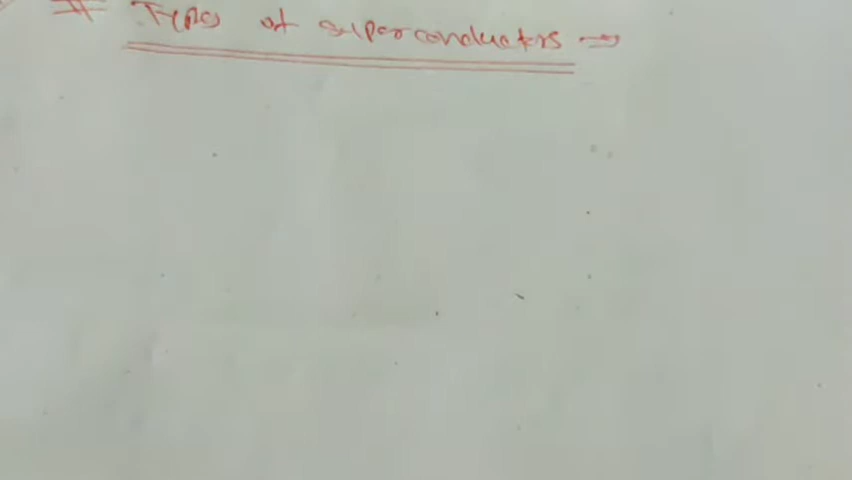 # Types of superconductors →